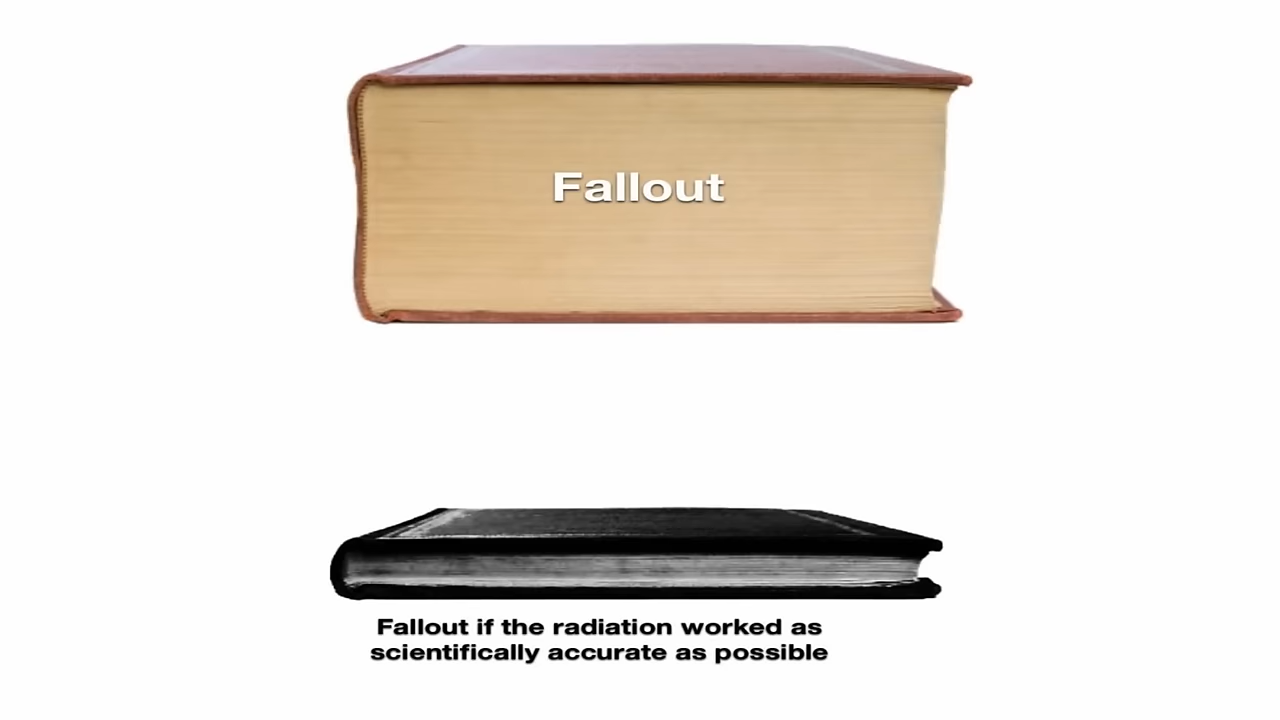 Fallout
Fallout if the radiation worked as
scientifically accurate as possible